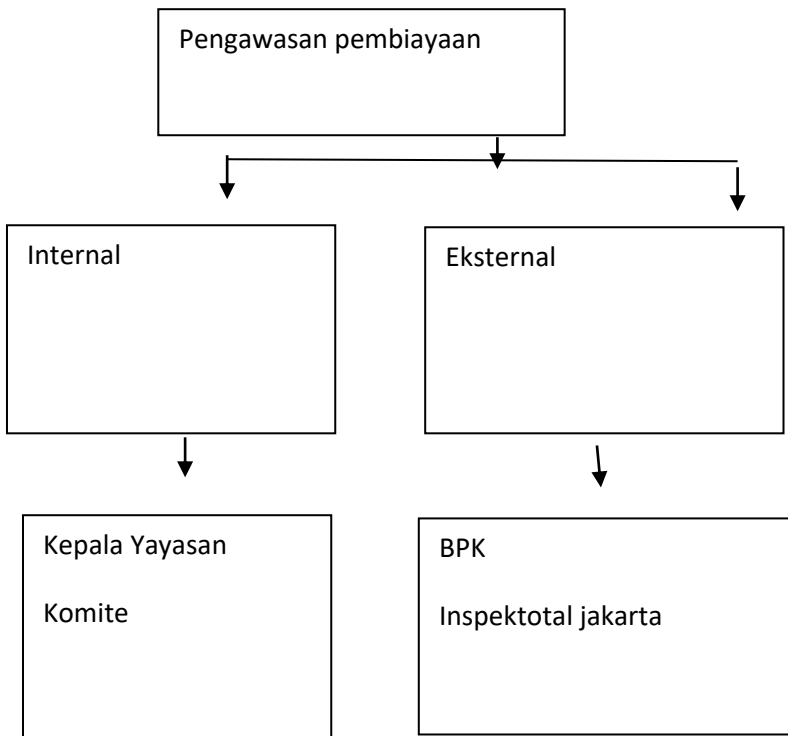 Pengawasan pembiayaan
Internal
Eksternal
Kepala Yayasan
Komite
BPK
Inspektotal jakarta